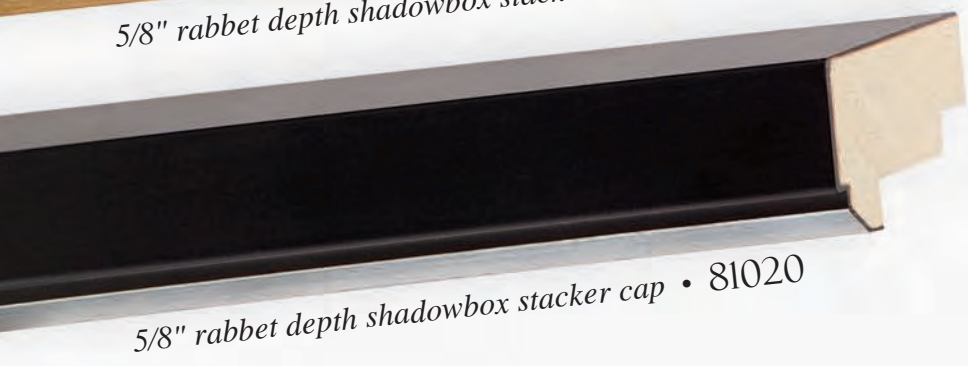 5/8" rabbet depth shadowbox
5/8" rabbet depth shadowbox stacker cap • 81020